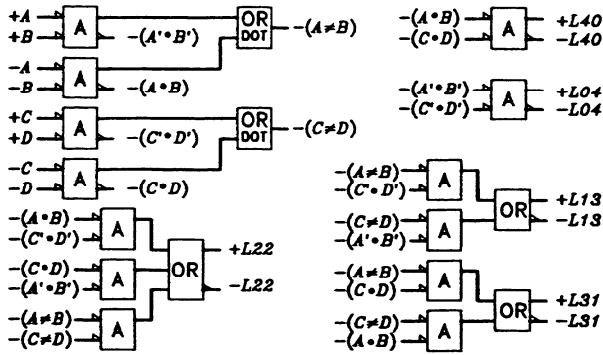 +A
+B
A
-(A'•B')
OR
DOT
-(A≠B)
-A
-B
A
-(A•B)
+C
+D
A
-(C'•D')
OR
DOT
-(C≠D)
-C
-D
A
-(C•D)
-(A•B)
-(C'•D')
A
-(C•D)
-(A'•B')
A
-(A≠B)
-(C≠D)
A
OR
+L22
-L22
-(A•B)
-(C•D)
A
+L40
-L40
-(A'•B')
-(C'•D')
A
+L04
-L04
-(A≠B)
-(C'•D')
A
-(C≠D)
-(A'•B')
A
OR
+L13
-L13
-(A≠B)
-(C•D)
A
-(C≠D)
-(A•B)
A
OR
+L31
-L31